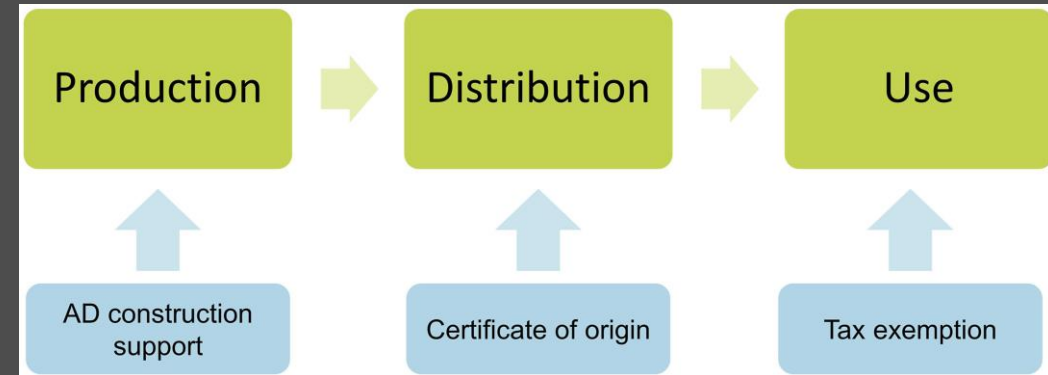 Production
Distribution
Use
AD construction
support
Certificate of origin
Tax exemption